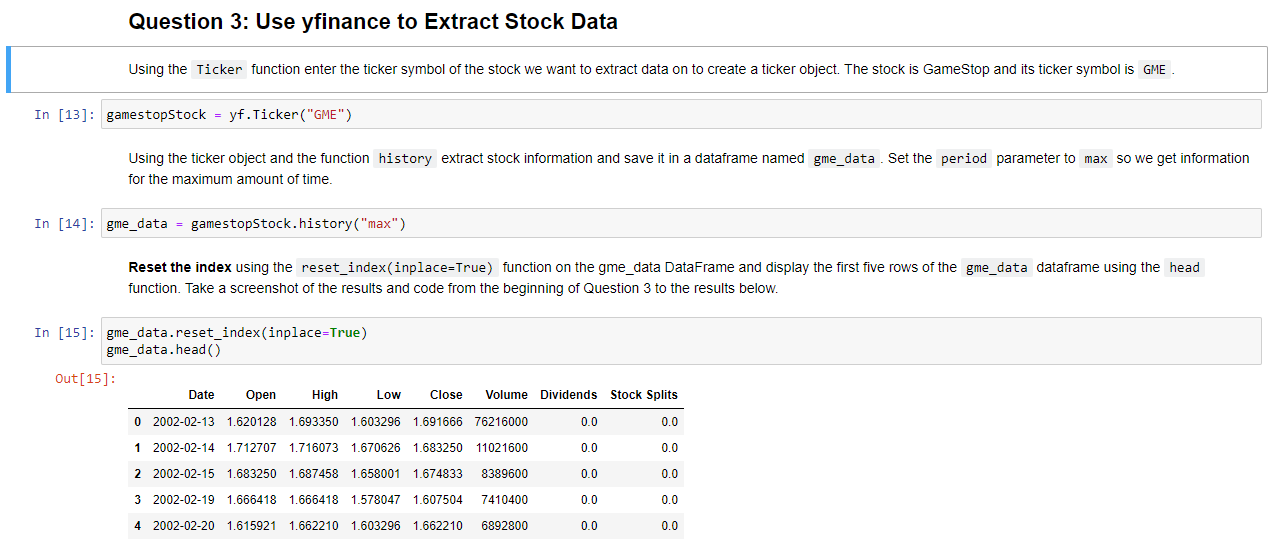 Question 3: Use yfinance to Extract Stock Data
Using the Ticker function enter the ticker symbol of the stock we want to extract data on to create a ticker object. The stock is GameStop and its ticker symbol is GME .
In [13]: gamestopStock = yf.Ticker("GME")
Using the ticker object and the function history extract stock information and save it in a dataframe named gme_data . Set the period parameter to max so we get information
for the maximum amount of time.
In [14]: gme_data = gamestopStock.history("max")
Reset the index using the reset_index(inplace=True) function on the gme_data DataFrame and display the first five rows of the gme_data dataframe using the head
function. Take a screenshot of the results and code from the beginning of Question 3 to the results below.
In [15]: gme_data.reset_index(inplace=True)
gme_data.head()
Out[15]:
Date Open High Low Close Volume Dividends Stock Splits
0 2002-02-13 1.620128 1.693350 1.603296 1.691666 76216000 0.0 0.0
1 2002-02-14 1.712707 1.716073 1.670626 1.683250 11021600 0.0 0.0
2 2002-02-15 1.683250 1.687458 1.658001 1.674833 8389600 0.0 0.0
3 2002-02-19 1.666418 1.666418 1.578047 1.607504 7410400 0.0 0.0
4 2002-02-20 1.615921 1.662210 1.603296 1.662210 6892800 0.0 0.0